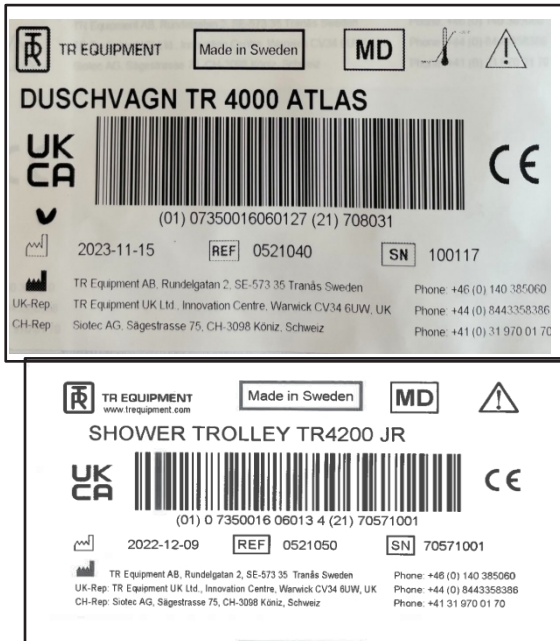 TR EQUIPMENT Made in Sweden MD
DUSCHVAGN TR 4000 ATLAS
UK
CA CE
(01) 07350016060127 (21) 708031
2023-11-15 REF 0521040 SN 100117
TR Equipment AB, Rundelgatan 2, SE-573 35 Tranås Sweden Phone: +46 (0) 140 385060
UK-Rep TR Equipment UK Ltd., Innovation Centre, Warwick CV34 6UW, UK Phone: +44 (0) 8443358386
CH-Rep Siotec AG, Sägestrasse 75, CH-3098 Köniz, Schweiz Phone: +41 (0) 31 970 01 70
TR EQUIPMENT Made in Sweden MD
www.trequipment.com
SHOWER TROLLEY TR4200 JR
UK
CA CE
(01) 0 7350016 06013 4 (21) 70571001
2022-12-09 REF 0521050 SN 70571001
TR Equipment AB, Rundelgatan 2, SE-573 35 Tranås Sweden Phone: +46 (0) 140 385060
UK-Rep: TR Equipment UK Ltd., Innovation Centre, Warwick CV34 6UW, UK Phone: +44 (0) 8443358386
CH-Rep: Siotec AG, Sägestrasse 75, CH-3098 Köniz, Schweiz Phone: +41 31 970 01 70